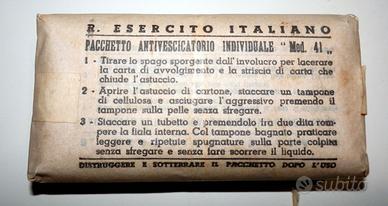 R. ESERCITO ITALIANO
PACCHETTO ANTIVESCICATORIO INDIVIDUALE " Mod. 41 „
1 - Tirare lo spago sporgente dall'involucro per lacerare
la carta di avvolgimento e la striscia di carta che
chiude l'astuccio.
2 - Aprire l'astuccio di cartone, staccare un tampone
di cellulosa e asciugare l'aggressivo premendo il
tampone sulla pelle senza sfregare.
3 - Staccare un tubetto e premendolo fra due dita rom-
pere la fiala interna. Col tampone bagnato praticare
leggere e ripetute spugnature sulla parte colpita
senza sfregare e senza fare scorrere il liquido.
DISTRUGGERE E SOTTERRARE IL PACCHETTO DOPO L'USO
subito